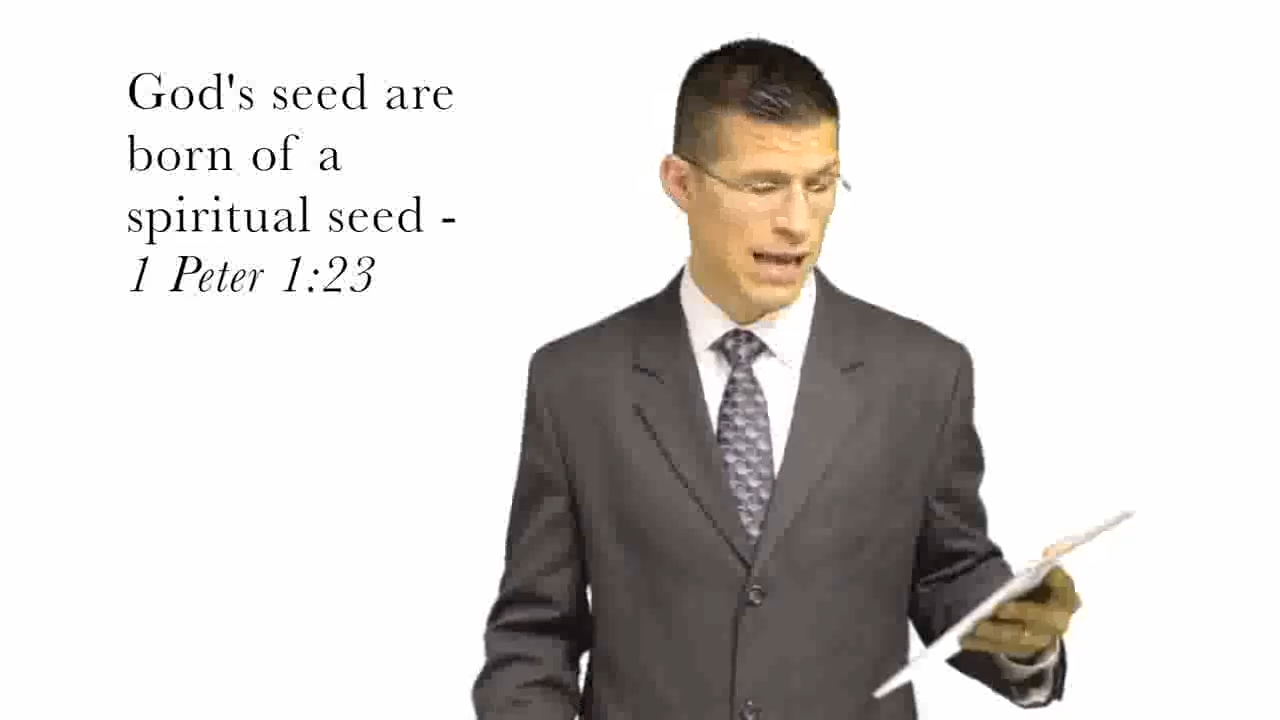 God's seed are
born of a
spiritual seed -
1 Peter 1:23